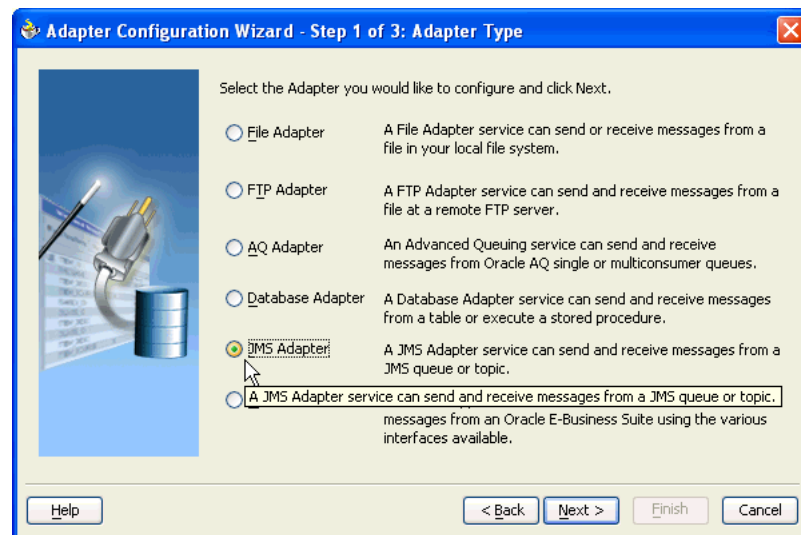 Adapter Configuration Wizard - Step 1 of 3: Adapter Type
Select the Adapter you would like to configure and click Next.
File Adapter
A File Adapter service can send or receive messages from a
file in your local file system.
FTP Adapter
A FTP Adapter service can send and receive messages from a
file at a remote FTP server.
AQ Adapter
An Advanced Queuing service can send and receive
messages from Oracle AQ single or multiconsumer queues.
Database Adapter
A Database Adapter service can send and receive messages
from a table or execute a stored procedure.
JMS Adapter
A JMS Adapter service can send and receive messages from a
JMS queue or topic.
A JMS Adapter service can send and receive messages from a JMS queue or topic.
messages from an Oracle E-Business Suite using the various
interfaces available.
Help
< Back
Next >
Finish
Cancel